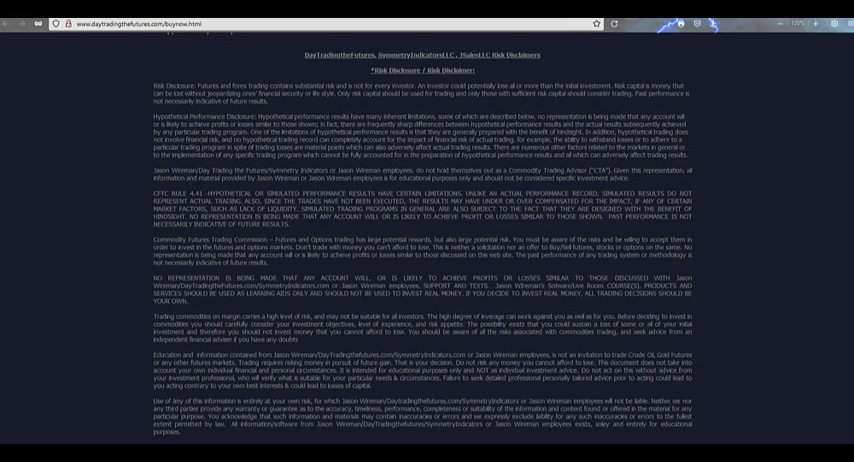 www.daytradingthefutures.com/buynow.html
125%
DayTradingtheFutures, SymmetryIndicatorsLLC, JSalesLLC Risk Disclaimers
*Risk Disclosure / Risk Disclaimer:
Risk Disclosure: Futures and forex trading contains substantial risk and is not for every investor. An investor could potentially lose all or more than the initial investment. Risk capital is money that
can be lost without jeopardizing ones' financial security or life style. Only risk capital should be used for trading and only those with sufficient risk capital should consider trading. Past performance is
not necessarily indicative of future results.
Hypothetical Performance Disclosure: Hypothetical performance results have many inherent limitations, some of which are described below. no representation is being made that any account will
or is likely to achieve profits or losses similar to those shown; in fact, there are frequently sharp differences between hypothetical performance results and the actual results subsequently achieved
by any particular trading program. One of the limitations of hypothetical performance results is that they are generally prepared with the benefit of hindsight. In addition, hypothetical trading does
not involve financial risk, and no hypothetical trading record can completely account for the impact of financial risk of actual trading. for example, the ability to withstand losses or to adhere to a
particular trading program in spite of trading losses are material points which can also adversely affect actual trading results. There are numerous other factors related to the markets in general or
to the implementation of any specific trading program which cannot be fully accounted for in the preparation of hypothetical performance results and all which can adversely affect trading results.
Jason Wireman/Day Trading the Futures/Symmetry Indicators or Jason Wireman employees, do not hold themselves out as a Commodity Trading Advisor ("CTA"). Given this representation, all
information and material provided by Jason Wireman or Jason Wireman employees is for educational purposes only and should not be considered specific investment advice.
CFTC RULE 4.41 -HYPOTHETICAL OR SIMULATED PERFORMANCE RESULTS HAVE CERTAIN LIMITATIONS. UNLIKE AN ACTUAL PERFORMANCE RECORD, SIMULATED RESULTS DO NOT
REPRESENT ACTUAL TRADING. ALSO, SINCE THE TRADES HAVE NOT BEEN EXECUTED, THE RESULTS MAY HAVE UNDER OR OVER COMPENSATED FOR THE IMPACT, IF ANY, OF CERTAIN
MARKET FACTORS, SUCH AS LACK OF LIQUIDITY. SIMULATED TRADING PROGRAMS IN GENERAL ARE ALSO SUBJECT TO THE FACT THAT THEY ARE DESIGNED WITH THE BENEFIT OF
HINDSIGHT. NO REPRESENTATION IS BEING MADE THAT ANY ACCOUNT WILL OR IS LIKELY TO ACHIEVE PROFIT OR LOSSES SIMILAR TO THOSE SHOWN. PAST PERFORMANCE IS NOT
NECESSARILY INDICATIVE OF FUTURE RESULTS.
Commodity Futures Trading Commission – Futures and Options trading has large potential rewards, but also large potential risk. You must be aware of the risks and be willing to accept them in
order to invest in the futures and options markets. Don't trade with money you can't afford to lose. This is neither a solicitation nor an offer to Buy/Sell futures, stocks or options on the same. No
representation is being made that any account will or is likely to achieve profits or losses similar to those discussed on this web site. The past performance of any trading system or methodology is
not necessarily indicative of future results.
NO REPRESENTATION IS BEING MADE THAT ANY ACCOUNT WILL, OR IS LIKELY TO ACHIEVE PROFITS OR LOSSES SIMILAR TO THOSE DISCUSSED WITH Jason
Wireman/DayTradingtheFutures.com/SymmetryIndicators.com or Jason Wireman employees, SUPPORT AND TEXTS. Jason Wireman's Sotware/Live Room COURSE(S), PRODUCTS AND
SERVICES SHOULD BE USED AS LEARNING AIDS ONLY AND SHOULD NOT BE USED TO INVEST REAL MONEY. IF YOU DECIDE TO INVEST REAL MONEY, ALL TRADING DECISIONS SHOULD BE
YOUR OWN.
Trading commodities on margin carries a high level of risk, and may not be suitable for all investors. The high degree of leverage can work against you as well as for you. Before deciding to invest in
commodities you should carefully consider your investment objectives, level of experience, and risk appetite. The possibility exists that you could sustain a loss of some or all of your initial
investment and therefore you should not invest money that you cannot afford to lose. You should be aware of all the risks associated with commodities trading, and seek advice from an
independent financial adviser if you have any doubts
Education and information contained from Jason Wireman/DayTradingthefutures.com/SymmetryIndicators.com or Jason Wireman employees, is not an invitation to trade Crude Oil, Gold Futures
or any other futures markets. Trading requires risking money in pursuit of future gain. That is your decision. Do not risk any money you cannot afford to lose. This document does not take into
account your own individual financial and personal circumstances. It is intended for educational purposes only and NOT as individual investment advice. Do not act on this without advice from
your investment professional, who will verify what is suitable for your particular needs & circumstances. Failure to seek detailed professional personally tailored advice prior to acting could lead to
you acting contrary to your own best interests & could lead to losses of capital.
Use of any of this information is entirely at your own risk, for which Jason Wireman/Daytradingthefutures.com/SymmetryIndicators or Jason Wireman employees will not be liable. Neither we nor
any third parties provide any warranty or guarantee as to the accuracy, timeliness, performance, completeness or suitability of the information and content found or offered in the material for any
particular purpose. You acknowledge that such information and materials may contain inaccuracies or errors and we expressly exclude liability for any such inaccuracies or errors to the fullest
extent permitted by law. All information/software from Jason Wireman/DayTradingthefutures/SymmetryIndicators or Jason Wireman employees exists, soley and entirely for educational
purposes.